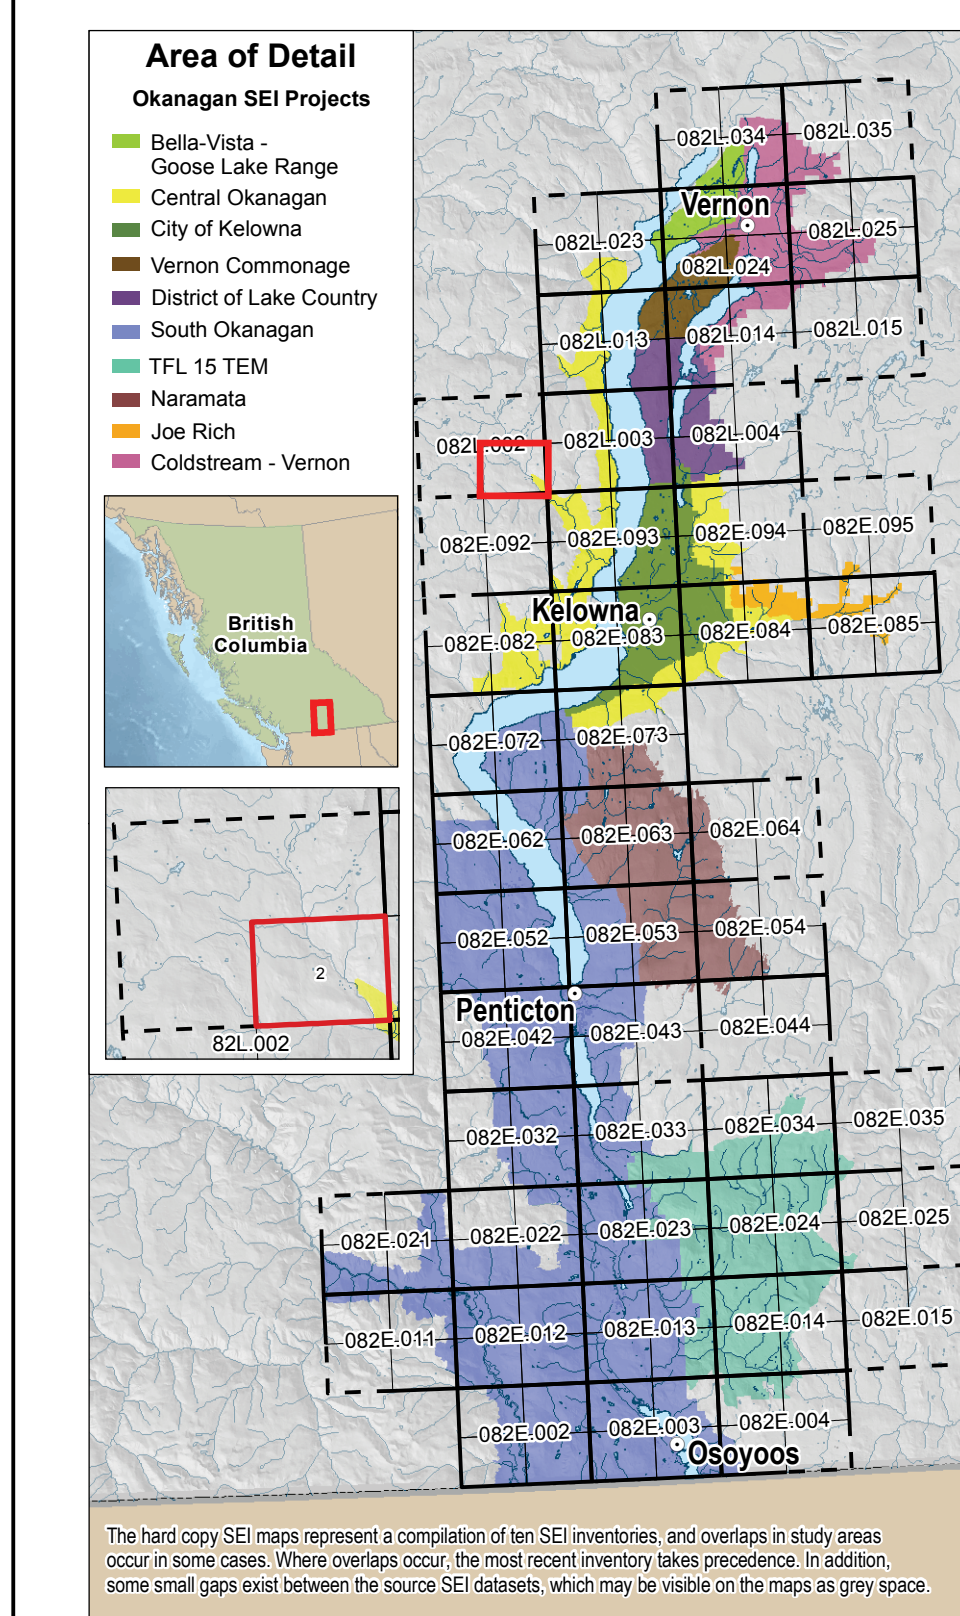 Area of Detail
Okanagan SEI Projects
Bella-Vista -
Goose Lake Range
Central Okanagan
City of Kelowna
Vernon Commonage
District of Lake Country
South Okanagan
TFL 15 TEM
Naramata
Joe Rich
Coldstream - Vernon
British
Columbia
2
82L.002
082L.034
082L.035
Vernon
082L.023
082L.025
082L.024
082L.013
082L.014
082L.015
082L.002
082L.003
082L.004
082E.092
082E.093
082E.094
082E.095
Kelowna
082E.082
082E.083
082E.084
082E.085
082E.072
082E.073
082E.062
082E.063
082E.064
082E.052
082E.053
082E.054
Penticton
082E.042
082E.043
082E.044
082E.032
082E.033
082E.034
082E.035
082E.021
082E.022
082E.023
082E.024
082E.025
082E.011
082E.012
082E.013
082E.014
082E.015
082E.002
082E.003
082E.004
Osoyoos
The hard copy SEI maps represent a compilation of ten SEI inventories, and overlaps in study areas
occur in some cases. Where overlaps occur, the most recent inventory takes precedence. In addition,
some small gaps exist between the source SEI datasets, which may be visible on the maps as grey space.